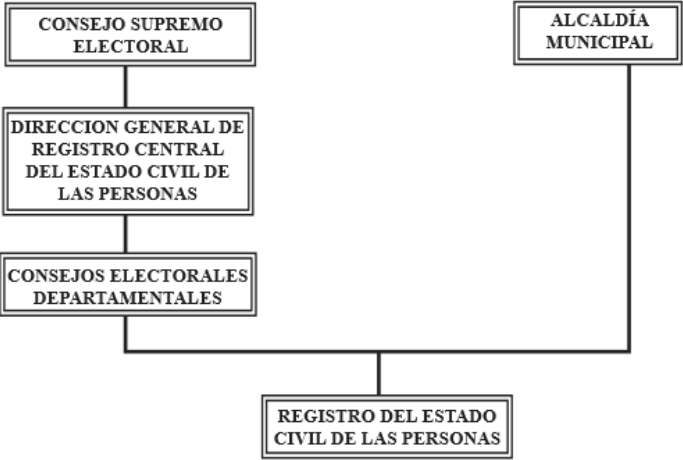 CONSEJO SUPREMO
ELECTORAL
ALCALDÍA
MUNICIPAL
DIRECCION GENERAL DE
REGISTRO CENTRAL
DEL ESTADO CIVIL DE
LAS PERSONAS
CONSEJOS ELECTORALES
DEPARTAMENTALES
REGISTRO DEL ESTADO
CIVIL DE LAS PERSONAS